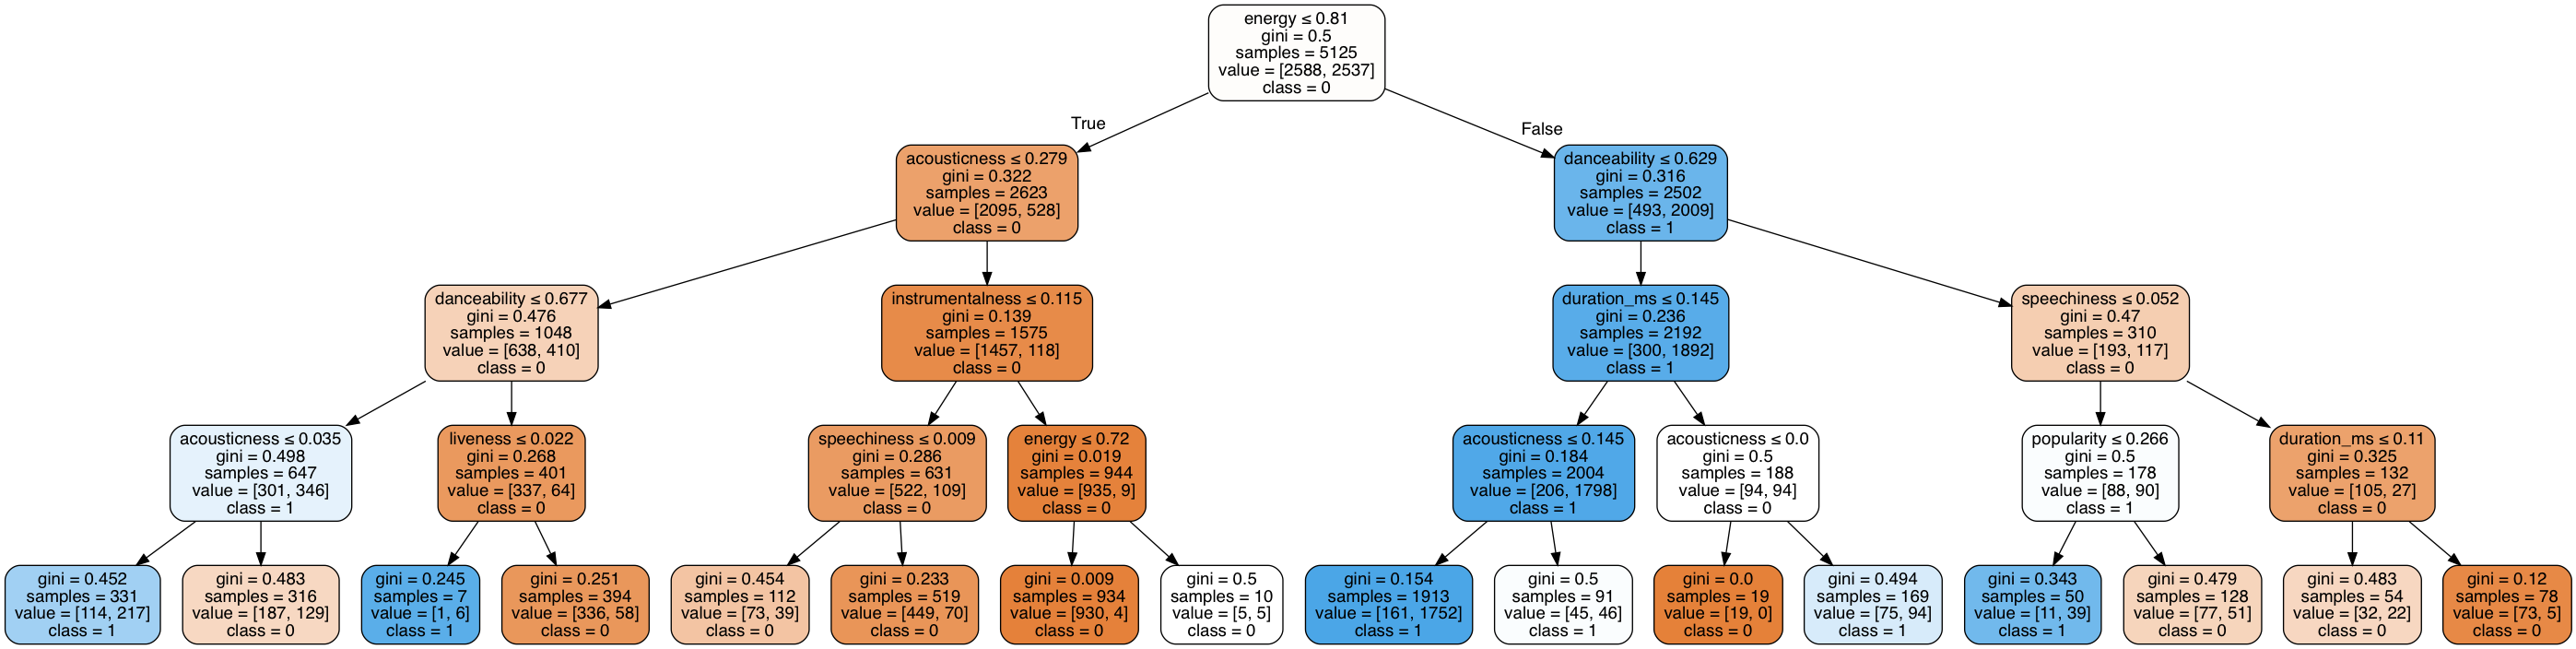 energy ≤ 0.81
gini = 0.5
samples = 5125
value = [2588, 2537]
class = 0
True
False
acousticness ≤ 0.279
gini = 0.322
samples = 2623
value = [2095, 528]
class = 0
danceability ≤ 0.629
gini = 0.316
samples = 2502
value = [493, 2009]
class = 1
danceability ≤ 0.677
gini = 0.476
samples = 1048
value = [638, 410]
class = 0
instrumentalness ≤ 0.115
gini = 0.139
samples = 1575
value = [1457, 118]
class = 0
duration_ms ≤ 0.145
gini = 0.236
samples = 2192
value = [300, 1892]
class = 1
speechiness ≤ 0.052
gini = 0.47
samples = 310
value = [193, 117]
class = 0
acousticness ≤ 0.035
gini = 0.498
samples = 647
value = [301, 346]
class = 1
liveness ≤ 0.022
gini = 0.268
samples = 401
value = [337, 64]
class = 0
speechiness ≤ 0.009
gini = 0.286
samples = 631
value = [522, 109]
class = 0
energy ≤ 0.72
gini = 0.019
samples = 944
value = [935, 9]
class = 0
acousticness ≤ 0.145
gini = 0.184
samples = 2004
value = [206, 1798]
class = 1
acousticness ≤ 0.0
gini = 0.5
samples = 188
value = [94, 94]
class = 0
popularity ≤ 0.266
gini = 0.5
samples = 178
value = [88, 90]
class = 1
duration_ms ≤ 0.11
gini = 0.325
samples = 132
value = [105, 27]
class = 0
gini = 0.452
samples = 331
value = [114, 217]
class = 1
gini = 0.483
samples = 316
value = [187, 129]
class = 0
gini = 0.245
samples = 7
value = [1, 6]
class = 1
gini = 0.251
samples = 394
value = [336, 58]
class = 0
gini = 0.454
samples = 112
value = [73, 39]
class = 0
gini = 0.233
samples = 519
value = [449, 70]
class = 0
gini = 0.009
samples = 934
value = [930, 4]
class = 0
gini = 0.5
samples = 10
value = [5, 5]
class = 0
gini = 0.154
samples = 1913
value = [161, 1752]
class = 1
gini = 0.5
samples = 91
value = [45, 46]
class = 1
gini = 0.0
samples = 19
value = [19, 0]
class = 0
gini = 0.494
samples = 169
value = [75, 94]
class = 1
gini = 0.343
samples = 50
value = [11, 39]
class = 1
gini = 0.479
samples = 128
value = [77, 51]
class = 0
gini = 0.483
samples = 54
value = [32, 22]
class = 0
gini = 0.12
samples = 78
value = [73, 5]
class = 0